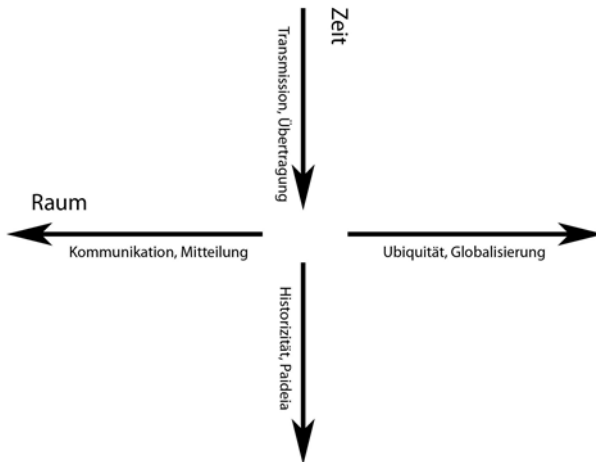 Zeit
Transmission, Übertragung
Raum
Kommunikation, Mitteilung
Ubiquität, Globalisierung
Historizität, Paideia